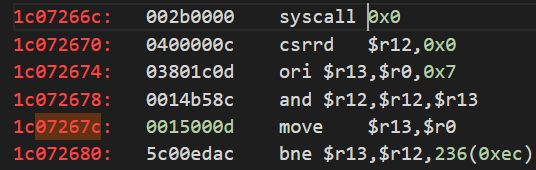 1c07266c: 002b0000 syscall 0x0
1c072670: 0400000c csrrd $r12,0x0
1c072674: 03801c0d ori $r13,$r0,0x7
1c072678: 0014b58c and $r12,$r12,$r13
1c07267c: 0015000d move $r13,$r0
1c072680: 5c00edac bne $r13,$r12,236(0xec)